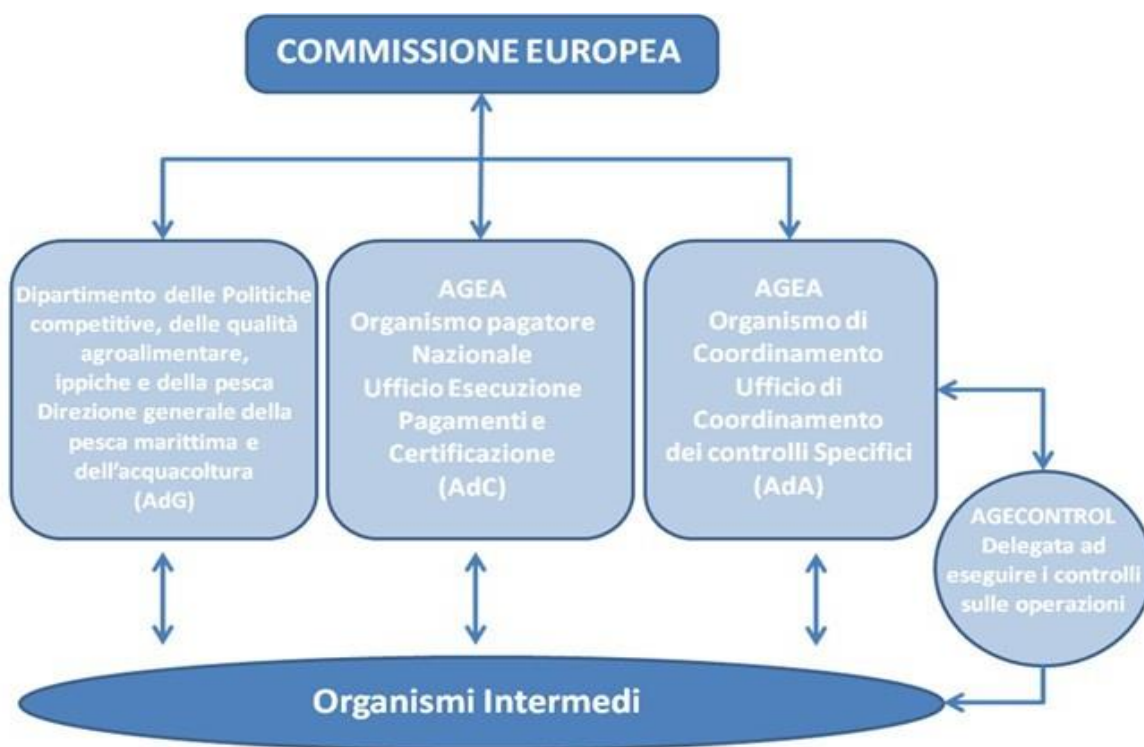 COMMISSIONE EUROPEA
Dipartimento delle Politiche
competitive, delle qualità
agroalimentare,
ippiche e della pesca
Direzione generale della
pesca marittima e
dell'acquacoltura
(AdG)
AGEA
Organismo pagatore
Nazionale
Ufficio Esecuzione
Pagamenti e
Certificazione
(AdC)
AGEA
Organismo di
Coordinamento
Ufficio di
Coordinamento
dei controlli Specifici
(AdA)
AGECONTROL
Delegata ad
eseguire i controlli
sulle operazioni
Organismi Intermedi